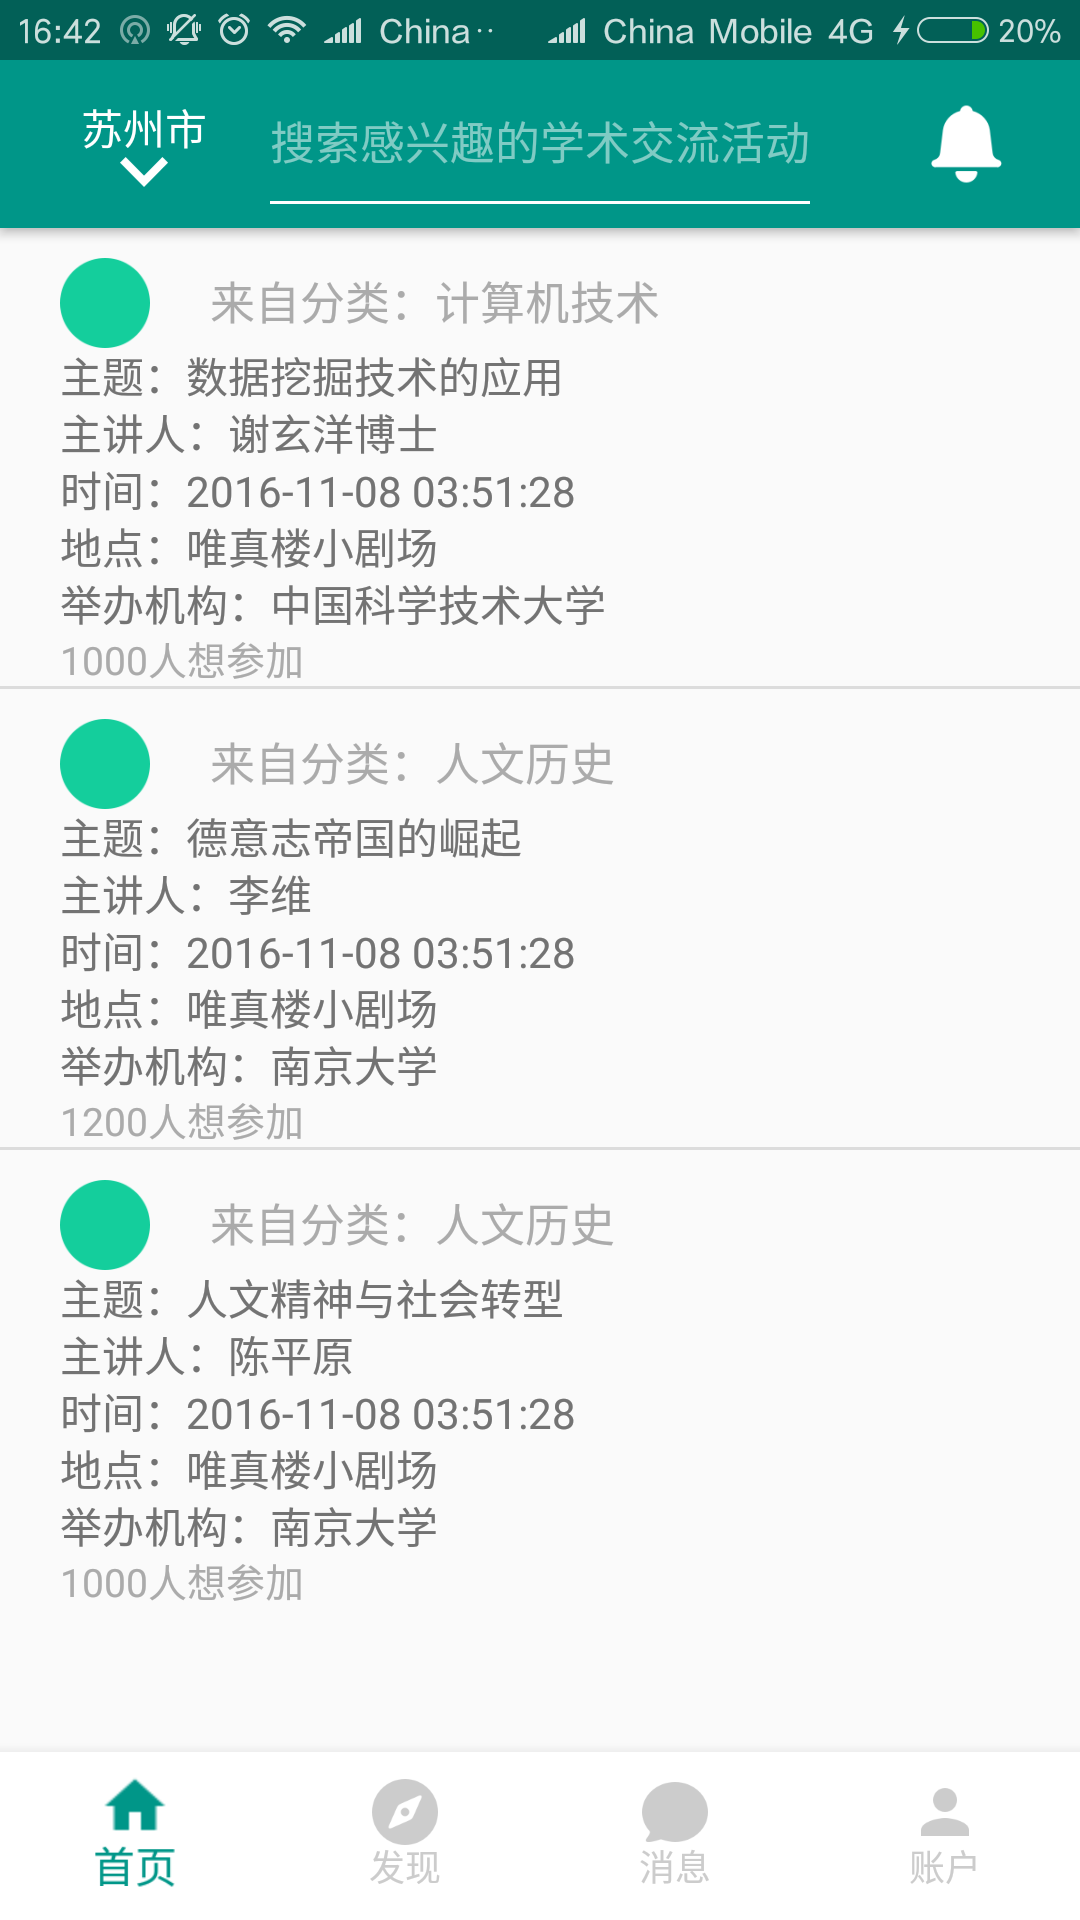 16:42 China·· China Mobile 4G 20%
苏州市
搜索感兴趣的学术交流活动
来自分类：计算机技术
主题：数据挖掘技术的应用
主讲人：谢玄洋博士
时间：2016-11-08 03:51:28
地点：唯真楼小剧场
举办机构：中国科学技术大学
1000人想参加
来自分类：人文历史
主题：德意志帝国的崛起
主讲人：李维
时间：2016-11-08 03:51:28
地点：唯真楼小剧场
举办机构：南京大学
1200人想参加
来自分类：人文历史
主题：人文精神与社会转型
主讲人：陈平原
时间：2016-11-08 03:51:28
地点：唯真楼小剧场
举办机构：南京大学
1000人想参加
首页 发现 消息 账户